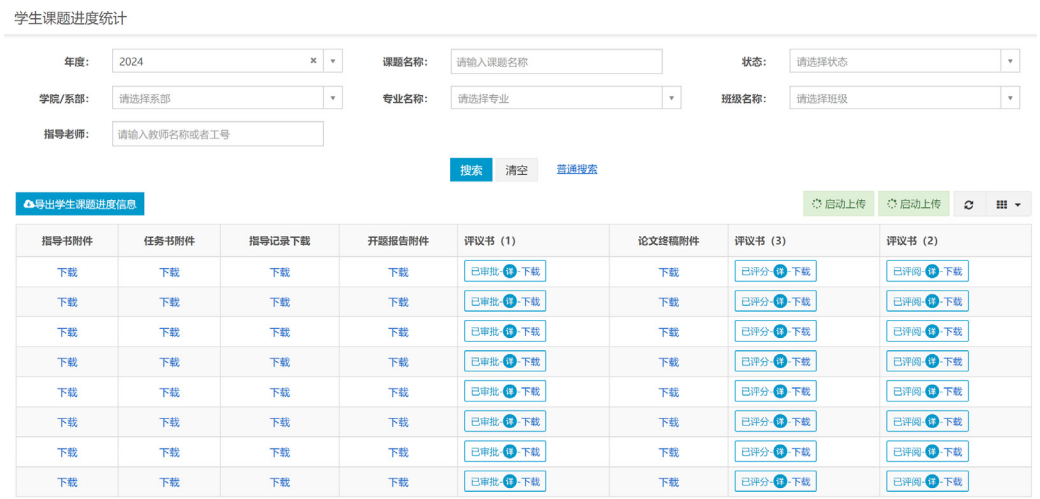 学生课题进度统计
年度： 2024 × 课题名称： 请输入课题名称 状态： 请选择状态
学院/系部： 请选择系部 专业名称： 请选择专业 班级名称： 请选择班级
指导老师： 请输入教师名称或者工号
搜索 清空 普通搜索
导出学生课题进度信息 启动上传 启动上传
指导书附件 任务书附件 指导记录下载 开题报告附件 评议书（1） 论文终稿附件 评议书（3） 评议书（2）
下载 下载 下载 下载 已审批-详-下载 下载 已评分-详-下载 已评阅-详-下载
下载 下载 下载 下载 已审批-详-下载 下载 已评分-详-下载 已评阅-详-下载
下载 下载 下载 下载 已审批-详-下载 下载 已评分-详-下载 已评阅-详-下载
下载 下载 下载 下载 已审批-详-下载 下载 已评分-详-下载 已评阅-详-下载
下载 下载 下载 下载 已审批-详-下载 下载 已评分-详-下载 已评阅-详-下载
下载 下载 下载 下载 已审批-详-下载 下载 已评分-详-下载 已评阅-详-下载
下载 下载 下载 下载 已审批-详-下载 下载 已评分-详-下载 已评阅-详-下载
下载 下载 下载 下载 已审批-详-下载 下载 已评分-详-下载 已评阅-详-下载